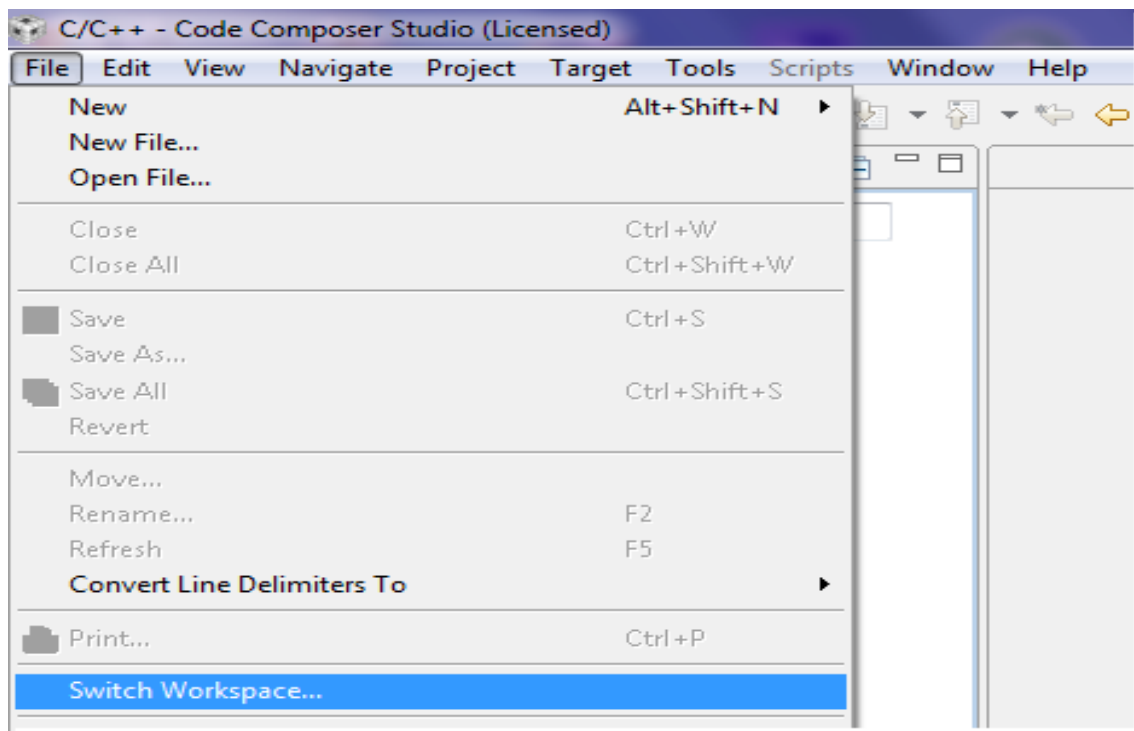 C/C++ - Code Composer Studio (Licensed)
File Edit View Navigate Project Target Tools Scripts Window Help
New Alt+Shift+N
New File...
Open File...
Close Ctrl+W
Close All Ctrl+Shift+W
Save Ctrl+S
Save As...
Save All Ctrl+Shift+S
Revert
Move...
Rename... F2
Refresh F5
Convert Line Delimiters To
Print... Ctrl+P
Switch Workspace...